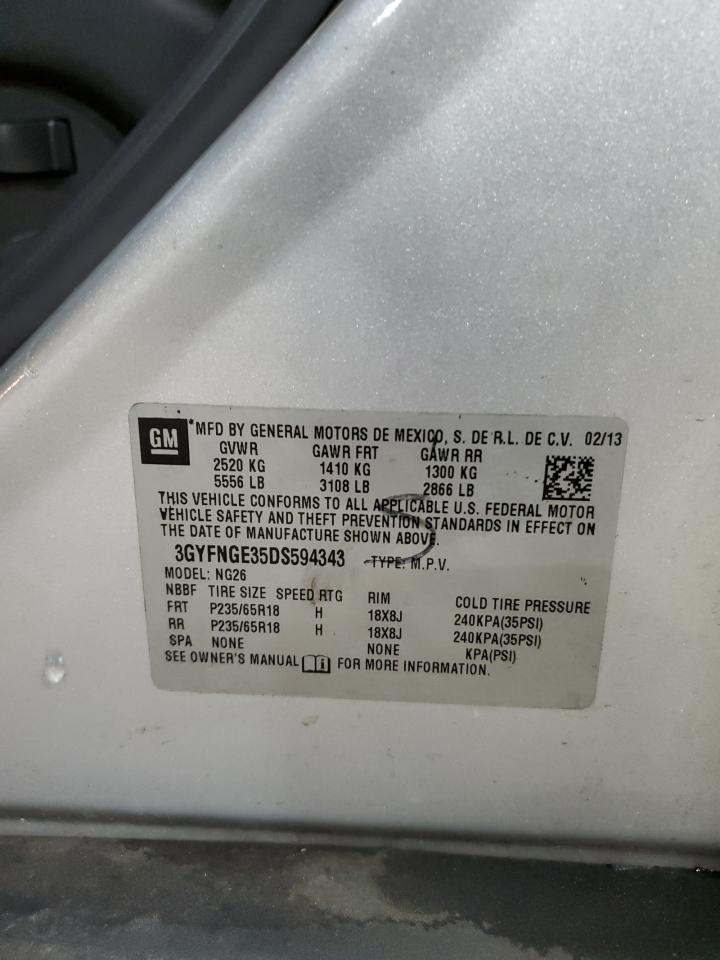 GM *MFD BY GENERAL MOTORS DE MEXICO, S. DE R.L. DE C.V. 02/13
GVWR GAWR FRT GAWR RR
2520 KG 1410 KG 1300 KG
5556 LB 3108 LB 2866 LB
THIS VEHICLE CONFORMS TO ALL APPLICABLE U.S. FEDERAL MOTOR
VEHICLE SAFETY AND THEFT PREVENTION STANDARDS IN EFFECT ON
THE DATE OF MANUFACTURE SHOWN ABOVE.
3GYFNGE35DS594343 TYPE: M.P.V.
MODEL: NG26
NBBF TIRE SIZE SPEED RTG RIM COLD TIRE PRESSURE
FRT P235/65R18 H 18X8J 240KPA(35PSI)
RR P235/65R18 H 18X8J 240KPA(35PSI)
SPA NONE NONE KPA(PSI)
SEE OWNER'S MANUAL FOR MORE INFORMATION.